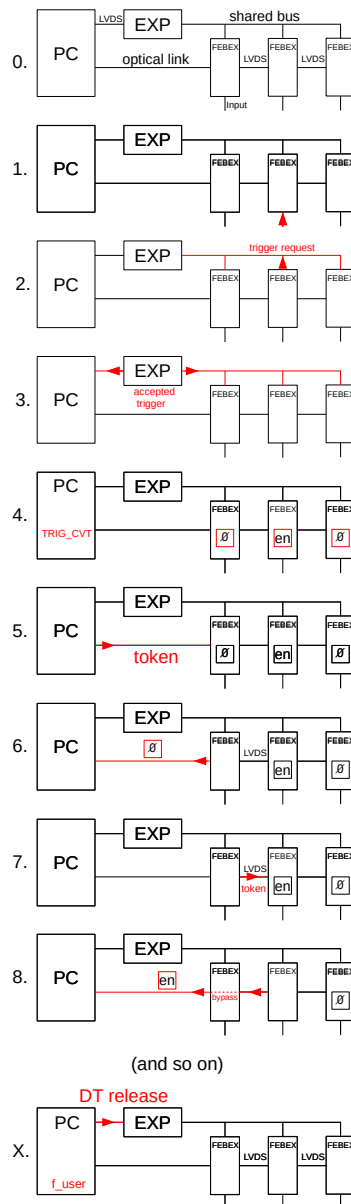 LVDS
EXP
shared bus
PC
0.
optical link
FEBEX
LVDS
FEBEX
LVDS
FEBEX
Input
1.
PC
EXP
FEBEX
FEBEX
FEBEX
2.
PC
EXP
trigger request
FEBEX
FEBEX
FEBEX
3.
PC
EXP
accepted
trigger
FEBEX
FEBEX
FEBEX
4.
PC
EXP
TRIG_CVT
FEBEX
FEBEX
FEBEX
Ø
en
Ø
5.
PC
EXP
token
FEBEX
FEBEX
FEBEX
Ø
en
Ø
6.
PC
EXP
Ø
FEBEX
LVDS
FEBEX
FEBEX
en
Ø
7.
PC
EXP
FEBEX
LVDS
token
FEBEX
FEBEX
en
Ø
8.
PC
EXP
en
FEBEX
bypass
FEBEX
FEBEX
Ø
(and so on)
DT release
X.
PC
EXP
f_user
FEBEX
LVDS
FEBEX
LVDS
FEBEX